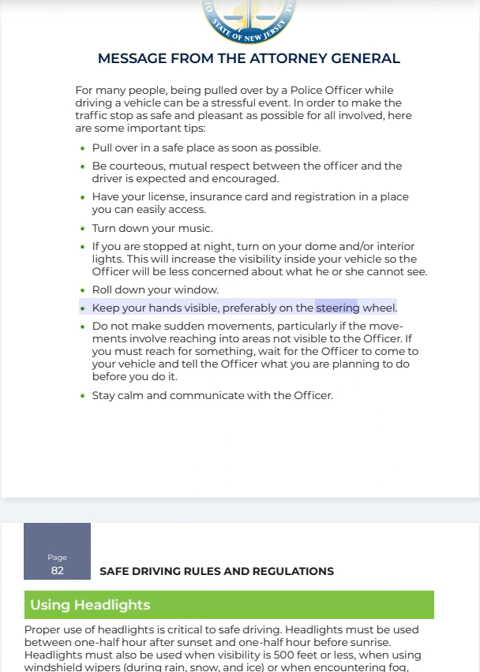 STATE OF NEW JERSEY
MESSAGE FROM THE ATTORNEY GENERAL
For many people, being pulled over by a Police Officer while
driving a vehicle can be a stressful event. In order to make the
traffic stop as safe and pleasant as possible for all involved, here
are some important tips:
• Pull over in a safe place as soon as possible.
• Be courteous, mutual respect between the officer and the
driver is expected and encouraged.
• Have your license, insurance card and registration in a place
you can easily access.
• Turn down your music.
• If you are stopped at night, turn on your dome and/or interior
lights. This will increase the visibility inside your vehicle so the
Officer will be less concerned about what he or she cannot see.
• Roll down your window.
• Keep your hands visible, preferably on the steering wheel.
• Do not make sudden movements, particularly if the move-
ments involve reaching into areas not visible to the Officer. If
you must reach for something, wait for the Officer to come to
your vehicle and tell the Officer what you are planning to do
before you do it.
• Stay calm and communicate with the Officer.
Page
82
SAFE DRIVING RULES AND REGULATIONS
Using Headlights
Proper use of headlights is critical to safe driving. Headlights must be used
between one-half hour after sunset and one-half hour before sunrise.
Headlights must also be used when visibility is 500 feet or less, when using
windshield wipers (during rain, snow, and ice) or when encountering fog,